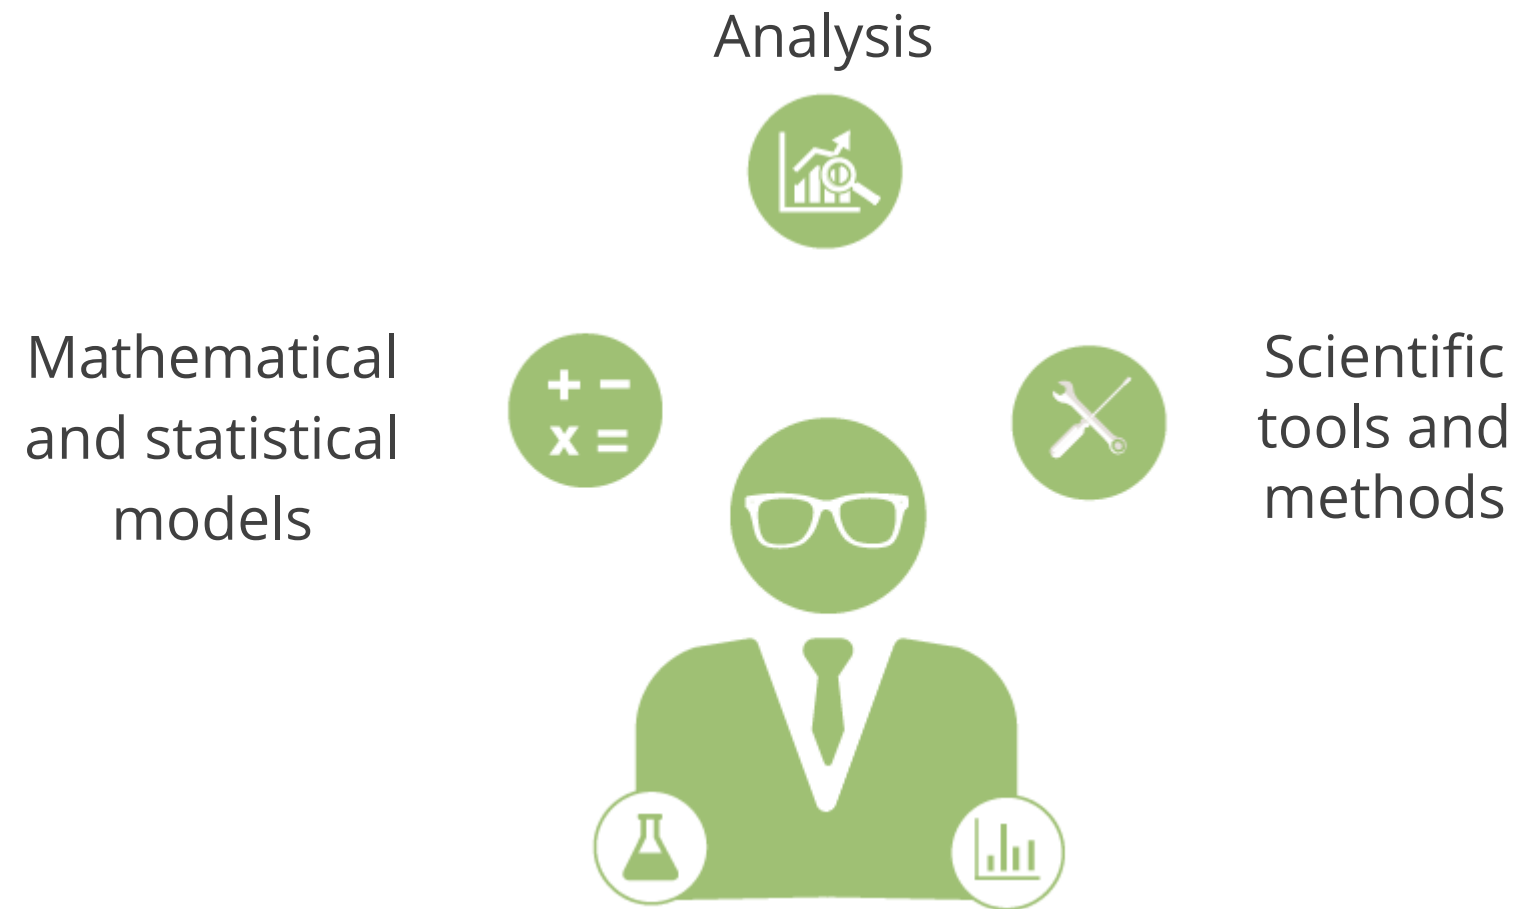 Analysis
Mathematical
and statistical
models
Scientific
tools and
methods